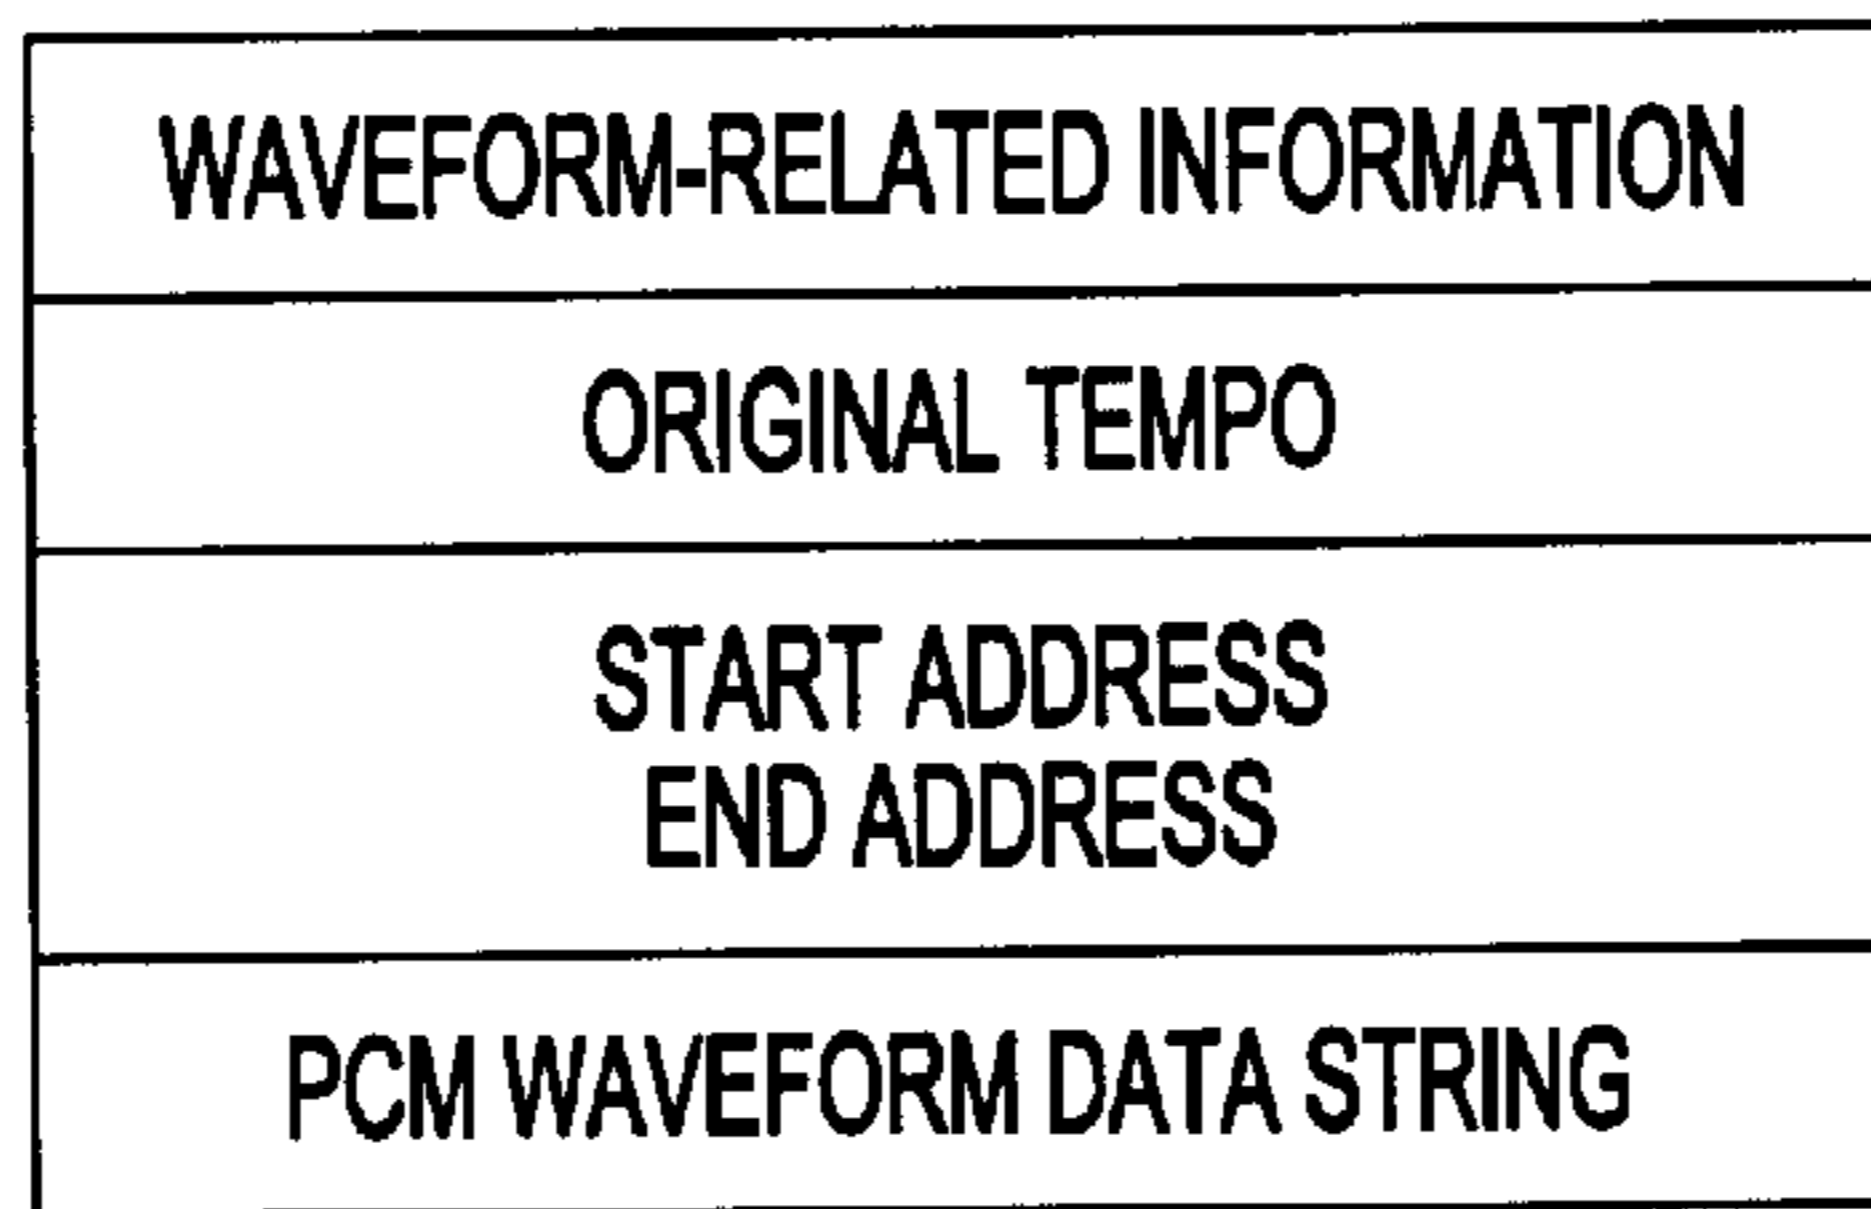 WAVEFORM-RELATED INFORMATION
ORIGINAL TEMPO
START ADDRESS
END ADDRESS
PCM WAVEFORM DATA STRING